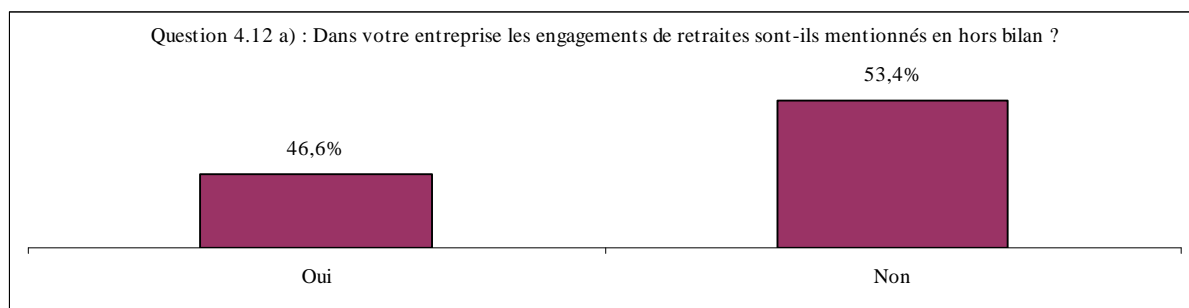 Question 4.12 a) : Dans votre entreprise les engagements de retraites sont-ils mentionnés en hors bilan ?
53,4%
46,6%
Oui
Non